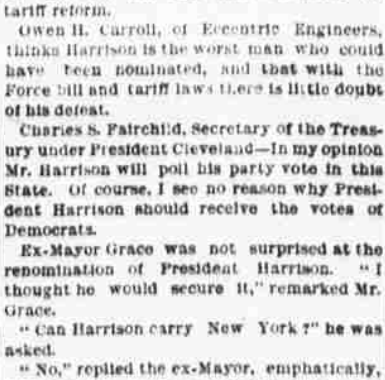 tariff reform.
Owen H. Carroll, of Eccentric Engineers,
thinks Harrison is the worst man who could
have been nominated, and that with the
Force bill and tariff laws there is little doubt
of his defeat.
Charles S. Fairchild, Secretary of the Treas-
ury under President Cleveland—In my opinion
Mr. Harrison will poll his party vote in this
State. Of course, I see no reason why Presi-
dent Harrison should receive the votes of
Democrats.
Ex-Mayor Grace was not surprised at the
renomination of President Harrison. "I
thought he would secure it," remarked Mr.
Grace.
"Can Harrison carry New York?" he was
asked.
"No," replied the ex-Mayor, emphatically,